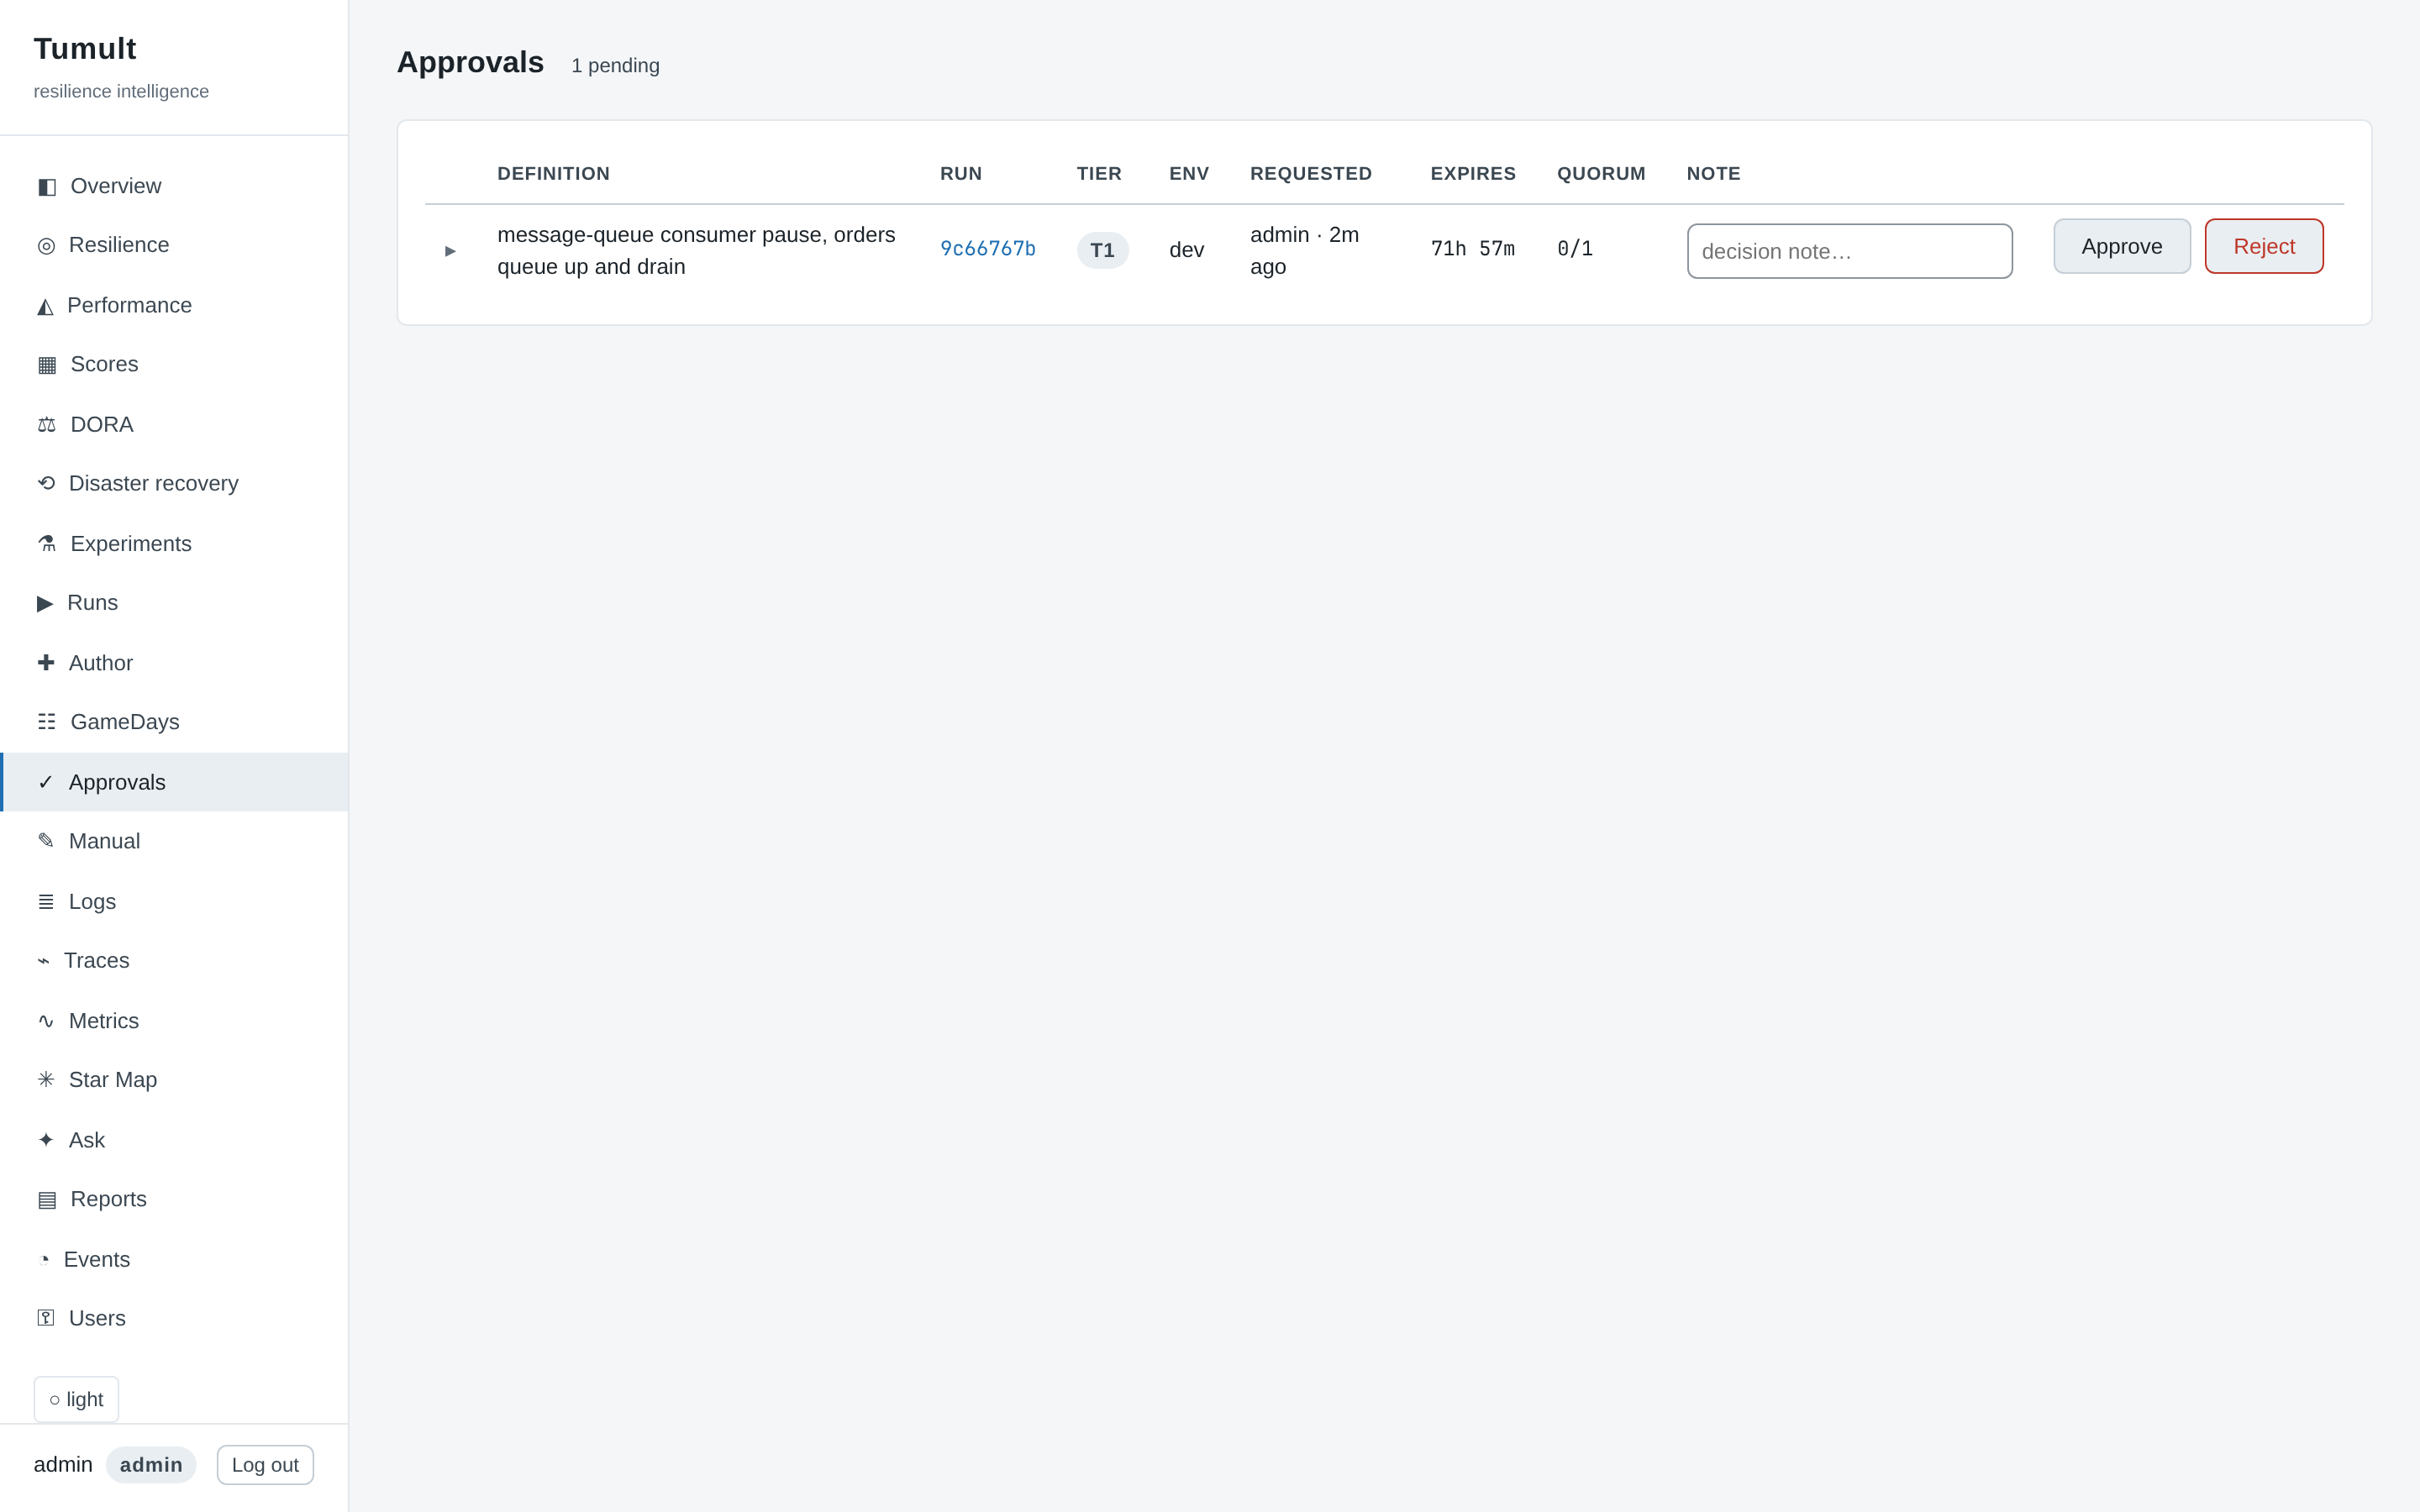 Tumult
resilience intelligence
Overview
Resilience
Performance
Scores
DORA
Disaster recovery
Experiments
Runs
Author
GameDays
Approvals
Manual
Logs
Traces
Metrics
Star Map
Ask
Reports
Events
Users
light
admin admin Log out
Approvals 1 pending
DEFINITION RUN TIER ENV REQUESTED EXPIRES QUORUM NOTE
message-queue consumer pause, orders queue up and drain 9c66767b T1 dev admin · 2m ago 71h 57m 0/1 decision note… Approve Reject